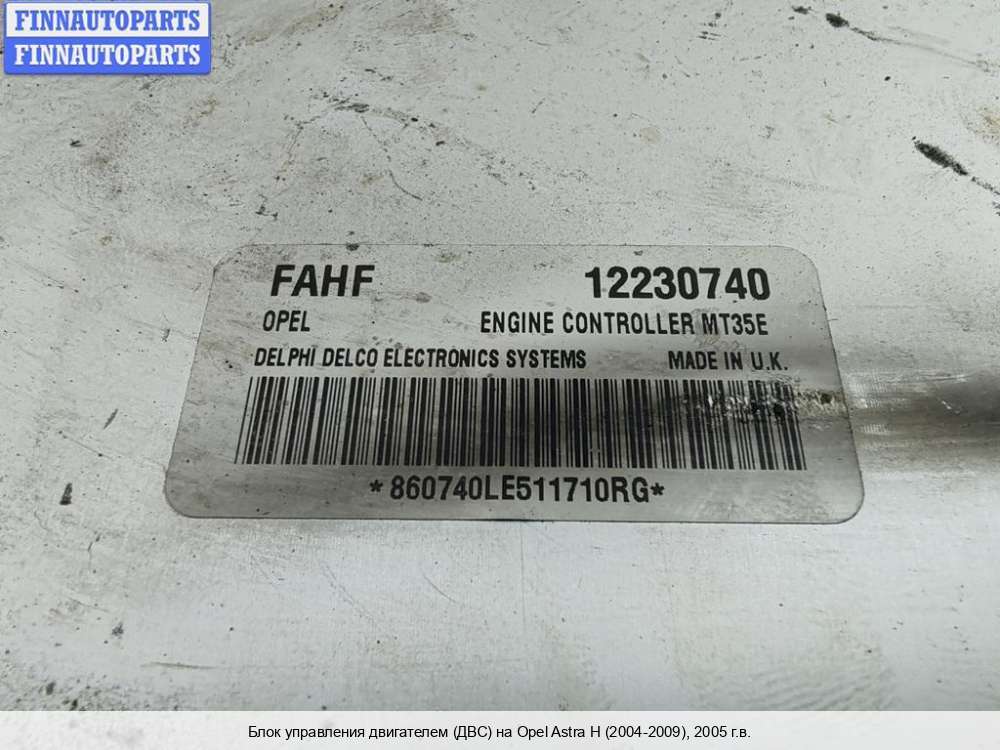 FINNAUTOPARTS
FINNAUTOPARTS
FAHF 12230740
OPEL ENGINE CONTROLLER MT35E
DELPHI DELCO ELECTRONICS SYSTEMS MADE IN U.K.
*860740LE511710RG*
Блок управления двигателем (ДВС) на Opel Astra H (2004-2009), 2005 г.в.